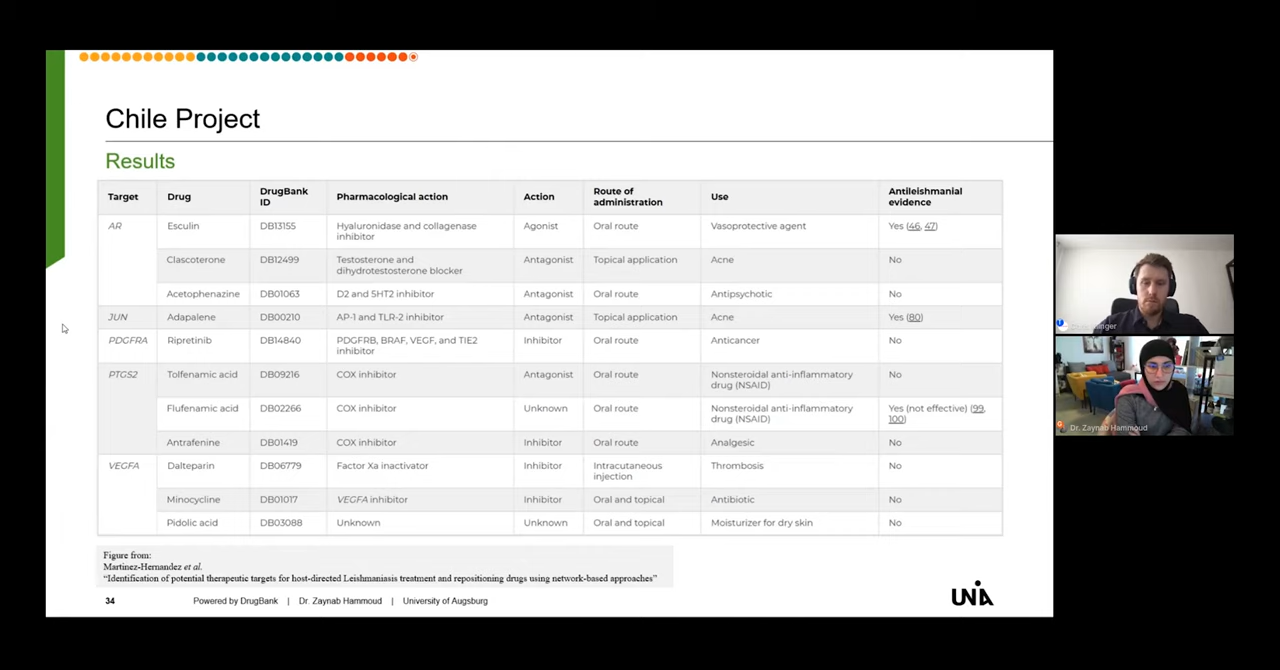 Chile Project
Results
Target Drug DrugBank ID Pharmacological action Action Route of administration Use Antileishmanial evidence
AR Esculin DB13155 Hyaluronidase and collagenase inhibitor Agonist Oral route Vasoprotective agent Yes (46, 47)
Clascoterone DB12499 Testosterone and dihydrotestosterone blocker Antagonist Topical application Acne No
Acetophenazine DB01063 D2 and 5HT2 inhibitor Antagonist Oral route Antipsychotic No
JUN Adapalene DB00210 AP-1 and TLR-2 inhibitor Antagonist Topical application Acne Yes (80)
PDGFRA Ripretinib DB14840 PDGFRB, BRAF, VEGF, and TIE2 inhibitor Inhibitor Oral route Anticancer No
PTGS2 Tolfenamic acid DB09216 COX inhibitor Antagonist Oral route Nonsteroidal anti-inflammatory drug (NSAID) No
Flufenamic acid DB02266 COX inhibitor Unknown Oral route Nonsteroidal anti-inflammatory drug (NSAID) Yes (not effective) (99, 100)
Antrafenine DB01419 COX inhibitor Inhibitor Oral route Analgesic No
VEGFA Dalteparin DB06779 Factor Xa inactivator Inhibitor Intracutaneous injection Thrombosis No
Minocycline DB01017 VEGFA inhibitor Inhibitor Oral and topical Antibiotic No
Pidolic acid DB03088 Unknown Unknown Oral and topical Moisturizer for dry skin No
Figure from:
Martinez-Hernandez et al.
"Identification of potential therapeutic targets for host-directed Leishmaniasis treatment and repositioning drugs using network-based approaches"
34 Powered by DrugBank | Dr. Zaynab Hammoud | University of Augsburg
UNIA
Dr. Zaynab Hammoud